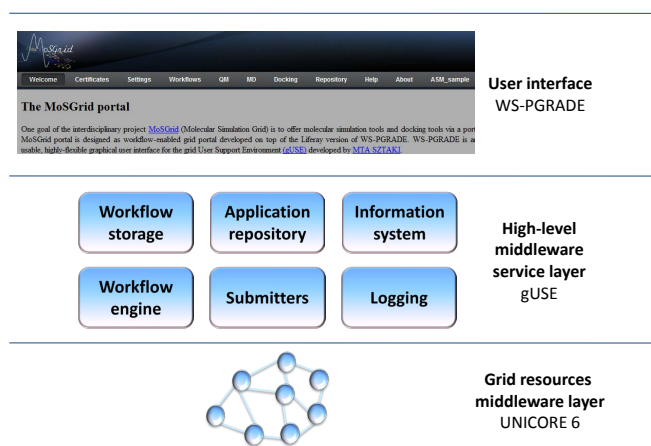 MoSGrid
Welcome Certificates Settings Workflows QM MD Docking Repository Help About ASM_sample
The MoSGrid portal
One goal of the interdisciplinary project MoSGrid (Molecular Simulation Grid) is to offer molecular simulation tools and docking tools via a port
MoSGrid portal is designed as workflow-enabled grid portal developed on top of the Liferay version of WS-PGRADE. WS-PGRADE is a
usable, highly-flexible graphical user interface for the grid User Support Environment (gUSE) developed by MTA SZTAKI.
User interface
WS-PGRADE
Workflow
storage
Application
repository
Information
system
Workflow
engine
Submitters
Logging
High-level
middleware
service layer
gUSE
Grid resources
middleware layer
UNICORE 6